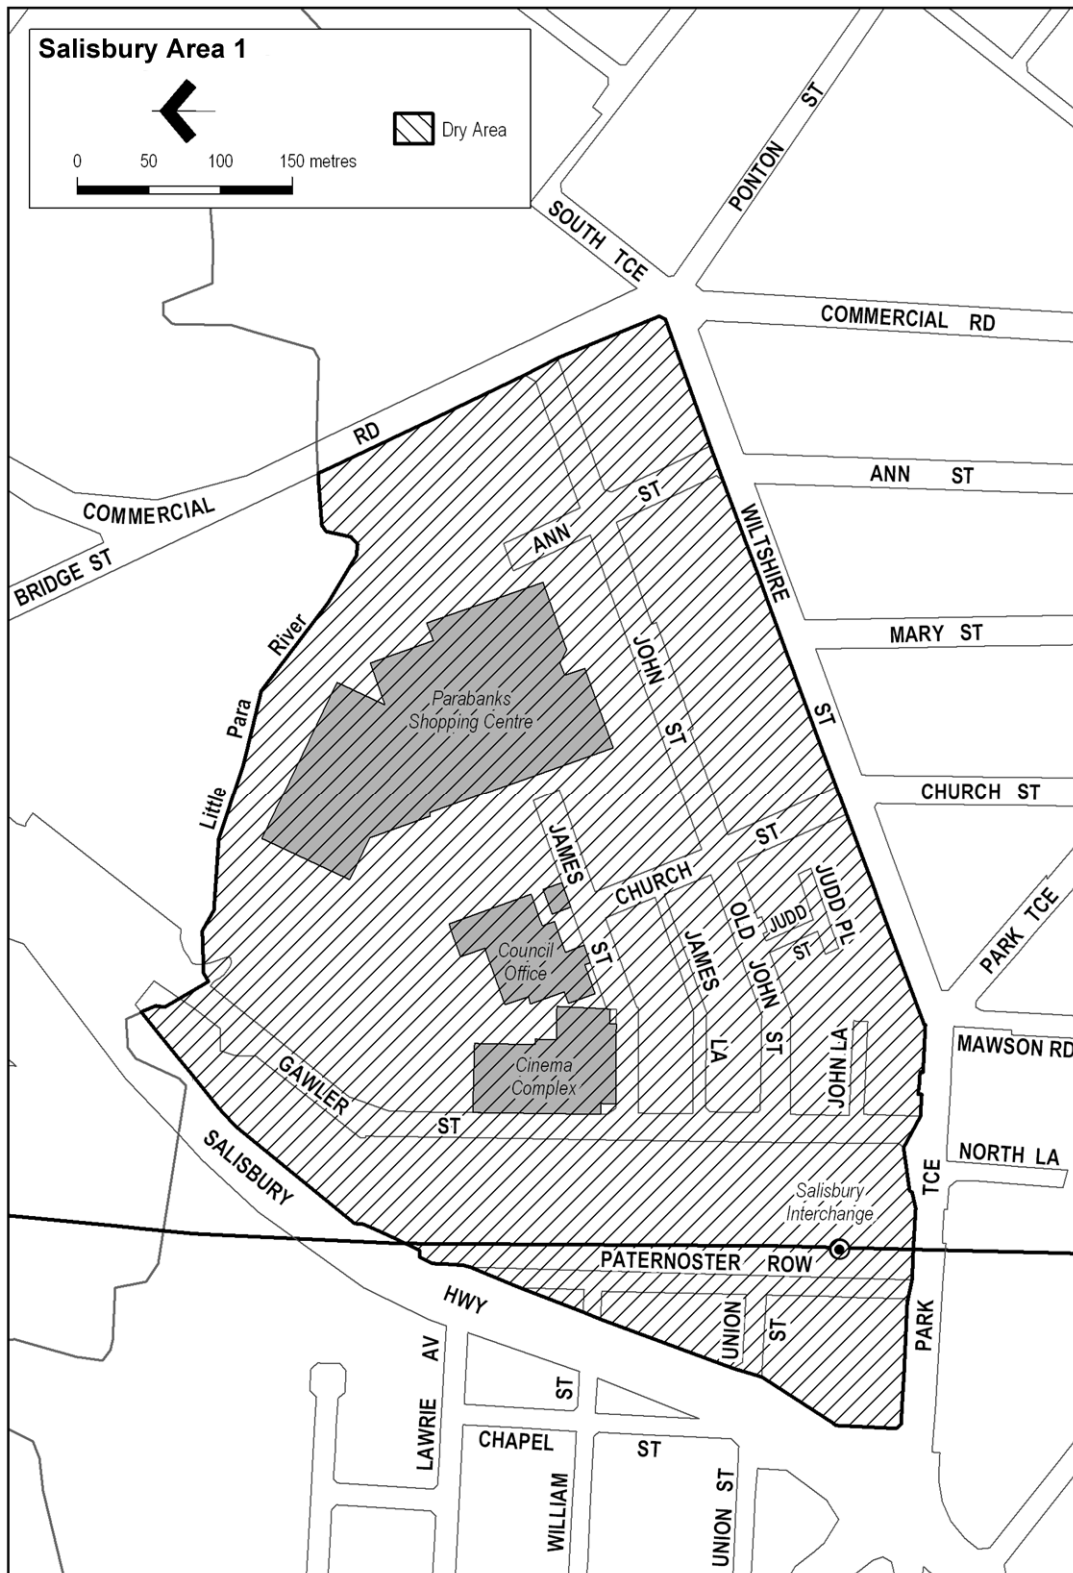 Salisbury Area 1
Dry Area
0 50 100 150 metres
PONTON ST
SOUTH TCE
COMMERCIAL RD
COMMERCIAL RD
BRIDGE ST
ANN ST
ANN ST
WILTSHIRE ST
MARY ST
Little Para River
Parabanks
Shopping Centre
JOHN ST
CHURCH ST
CHURCH ST
JAMES ST
JUDD PL
JUDD ST
OLD JOHN ST
JAMES LA
PARK TCE
Council
Office
Cinema
Complex
JOHN LA
MAWSON RD
GAWLER ST
NORTH LA
SALISBURY HWY
Salisbury
Interchange
PATERNOSTER ROW
UNION ST
PARK TCE
LAWRIE AV
CHAPEL ST
WILLIAM ST
UNION ST